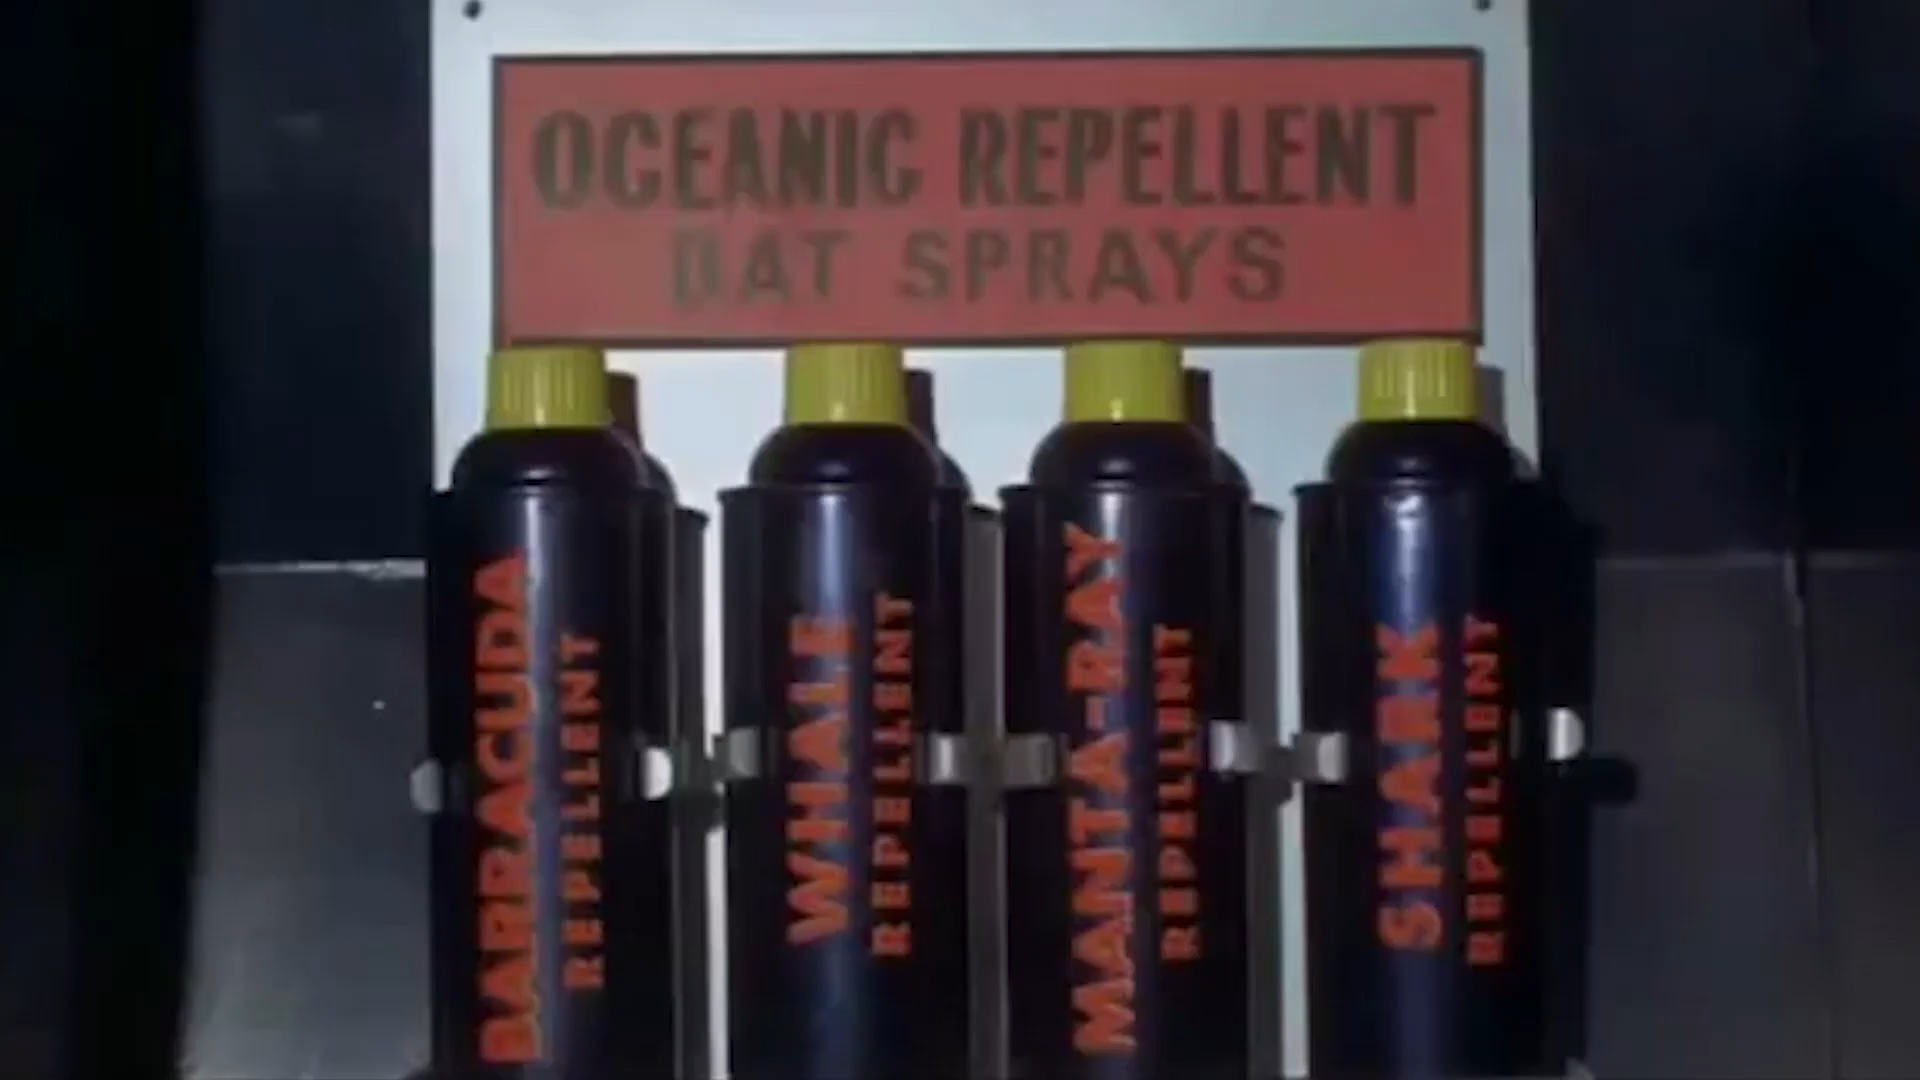 OCEANIC REPELLENT
BAT SPRAYS
BARRACUDA
REPELLENT
WHALE
REPELLENT
MANTA-RAY
REPELLENT
SHARK
REPELLENT